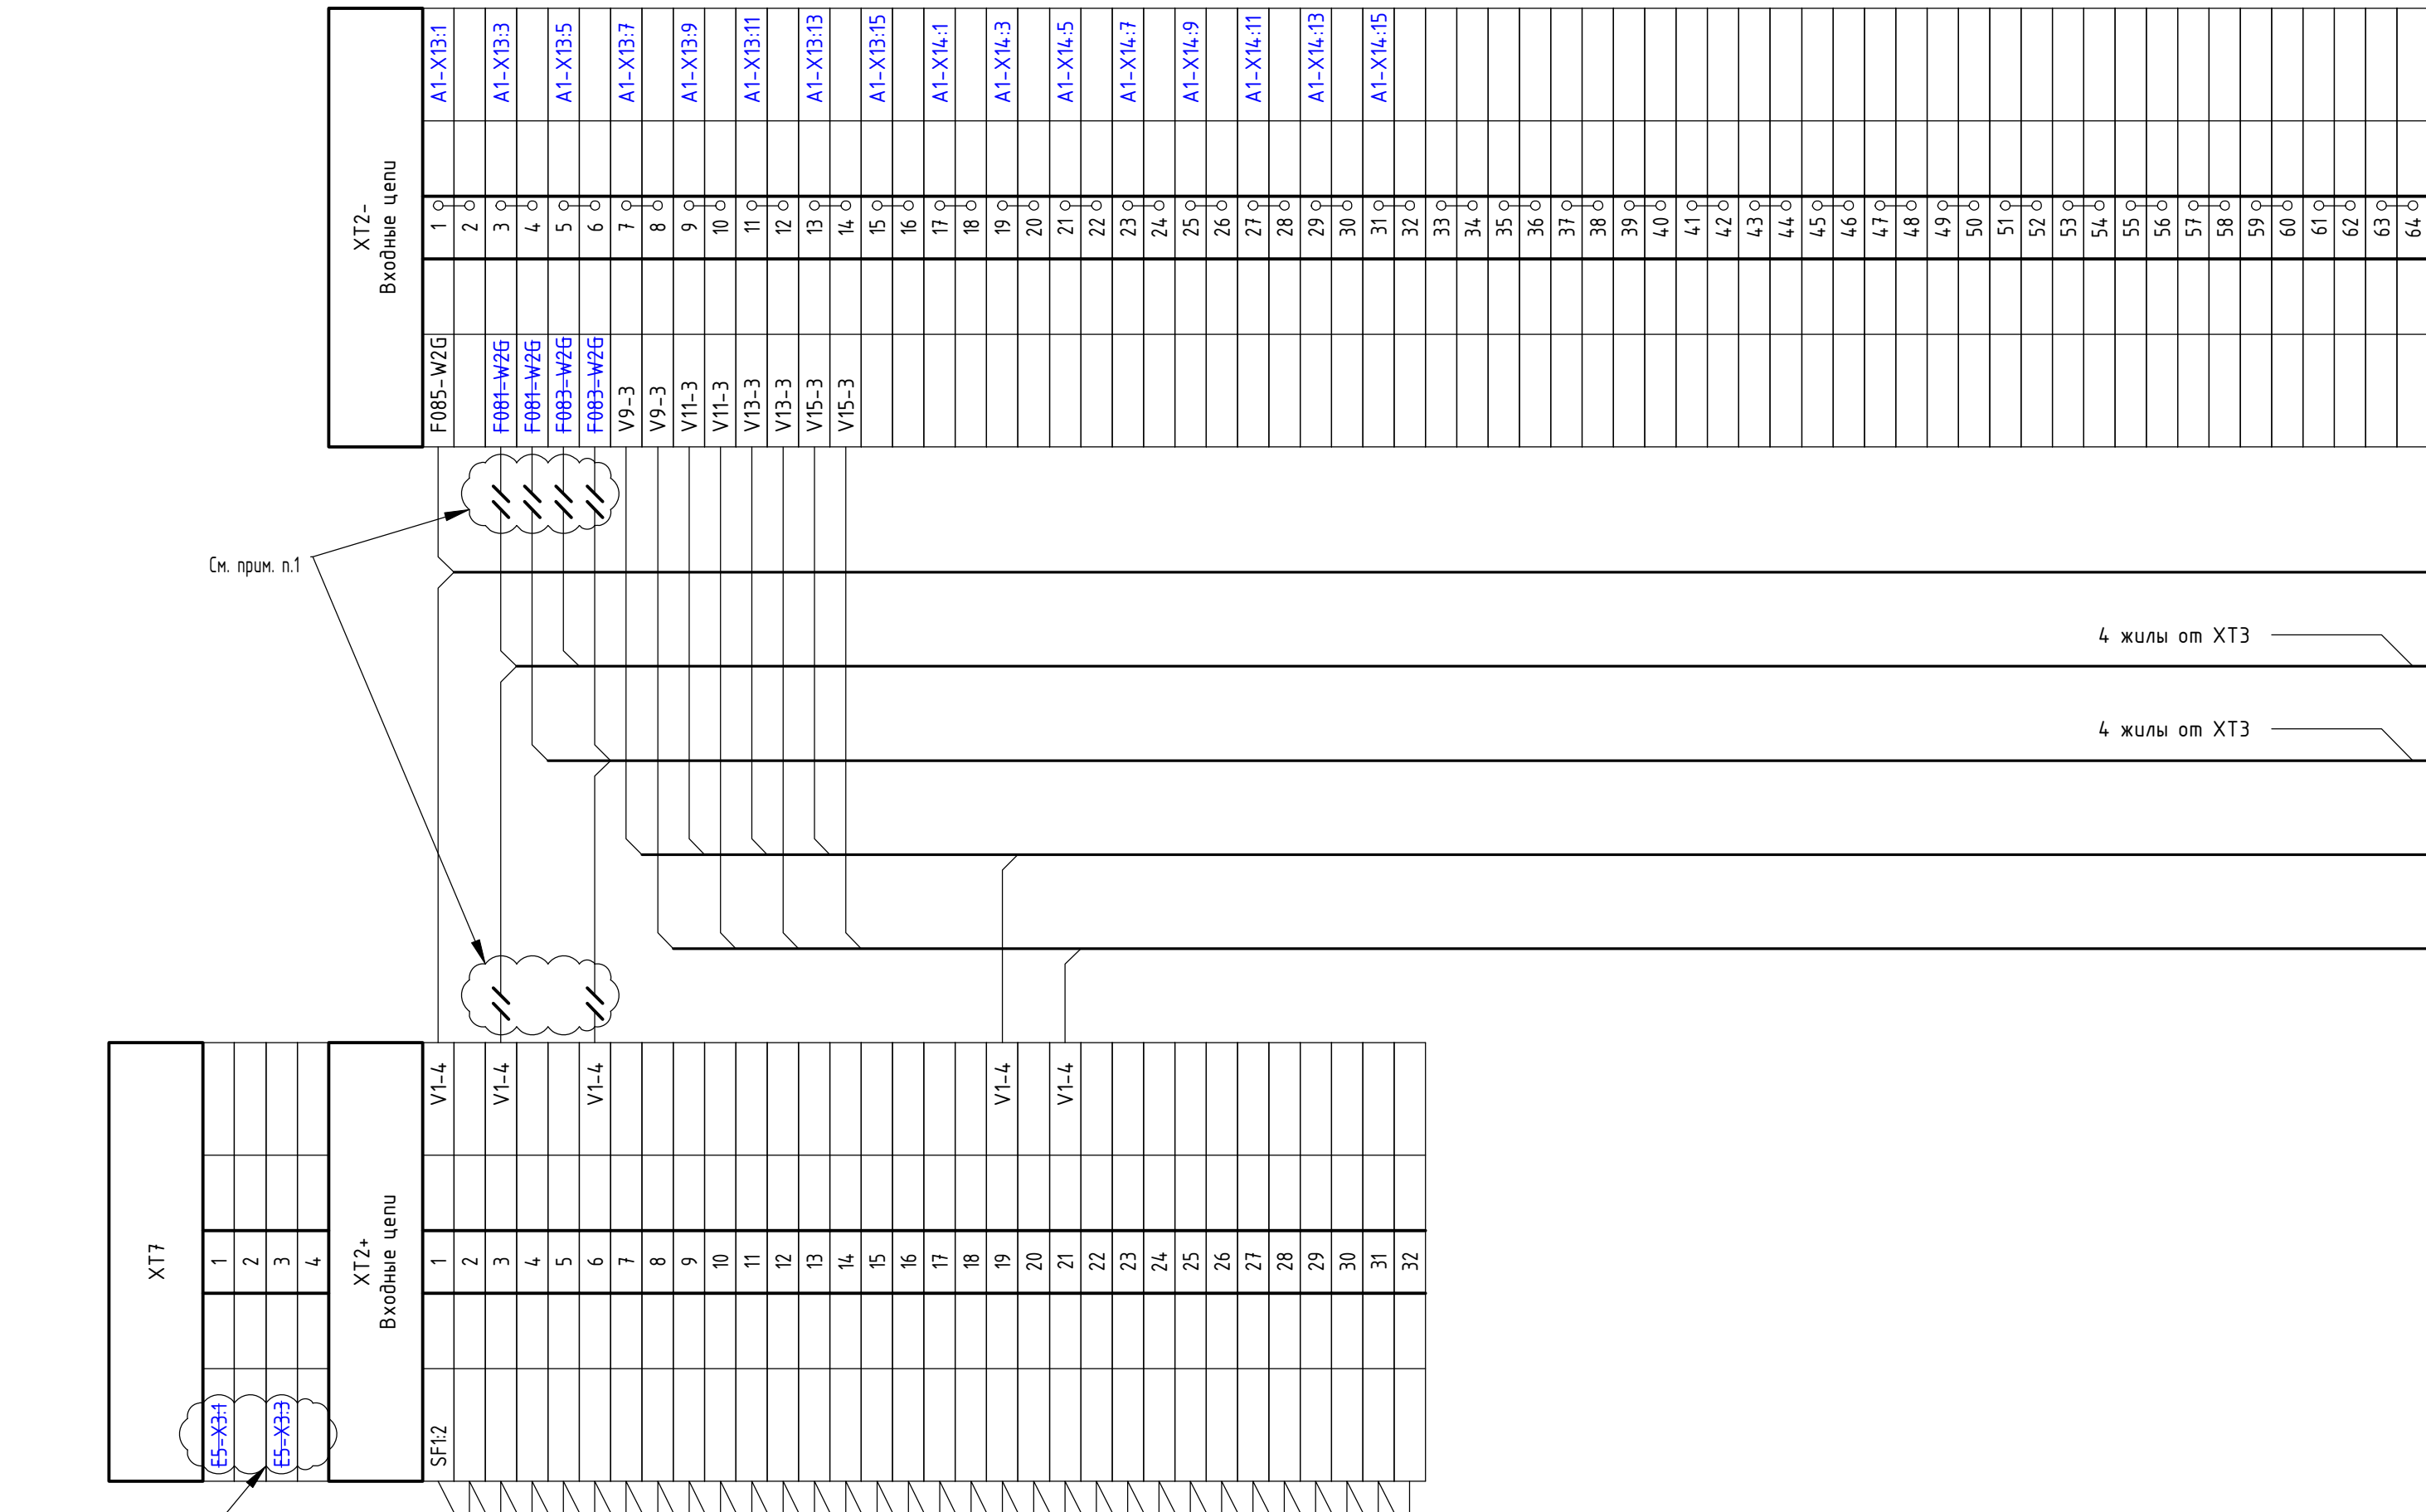 XT2-
Входные цепи
A1-X13:1
A1-X13:3
A1-X13:5
A1-X13:7
A1-X13:9
A1-X13:11
A1-X13:13
A1-X13:15
A1-X14:1
A1-X14:3
A1-X14:5
A1-X14:7
A1-X14:9
A1-X14:11
A1-X14:13
A1-X14:15
1
2
3
4
5
6
7
8
9
10
11
12
13
14
15
16
17
18
19
20
21
22
23
24
25
26
27
28
29
30
31
32
33
34
35
36
37
38
39
40
41
42
43
44
45
46
47
48
49
50
51
52
53
54
55
56
57
58
59
60
61
62
63
64
F085-W2G
F081-W2G
F081-W2G
F083-W2G
F083-W2G
V9-3
V9-3
V11-3
V11-3
V13-3
V13-3
V15-3
V15-3
См. прим. п.1
4 жилы от XT3
4 жилы от XT3
XT7
1
2
3
4
E5-X3:1
E5-X3:3
XT2+
Входные цепи
V1-4
V1-4
V1-4
V1-4
V1-4
1
2
3
4
5
6
7
8
9
10
11
12
13
14
15
16
17
18
19
20
21
22
23
24
25
26
27
28
29
30
31
32
SF1:2